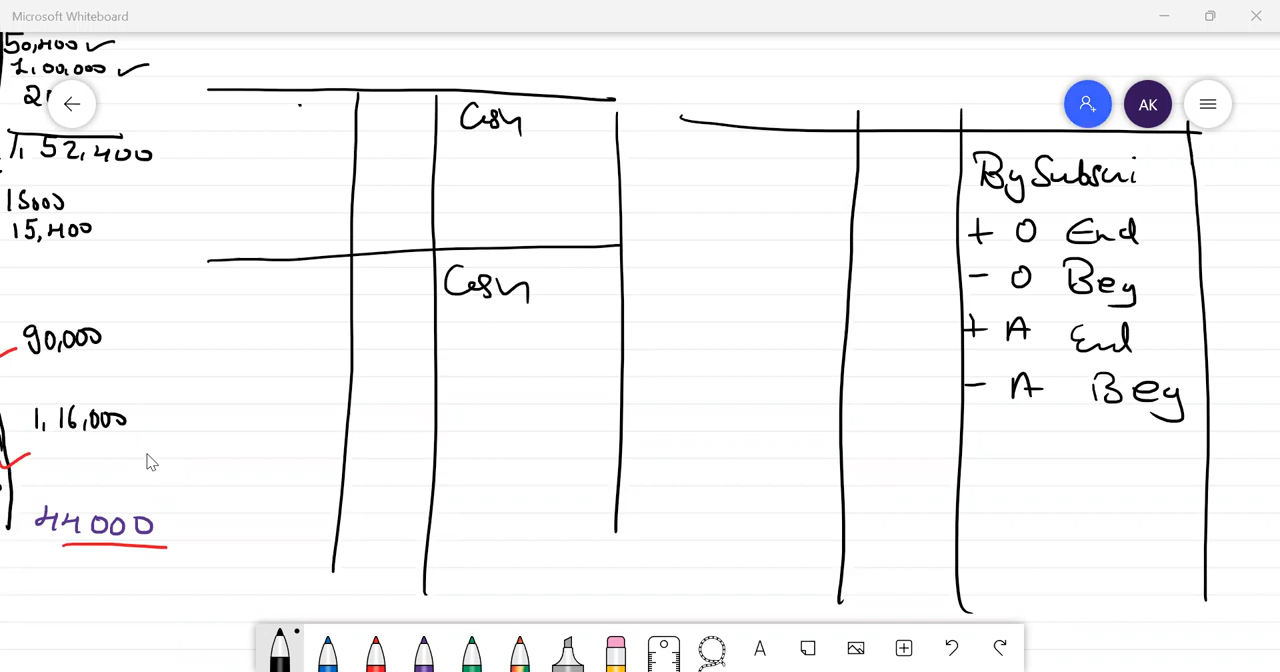 Microsoft Whiteboard
50,400 ✓
1,00,000 ✓
2
1,52,400
15000
15,400
90,000
1,16,000
44000
Cash
Cash
AK
By Subscri
+ O End
- O Beg
+ A End
- A Beg
A